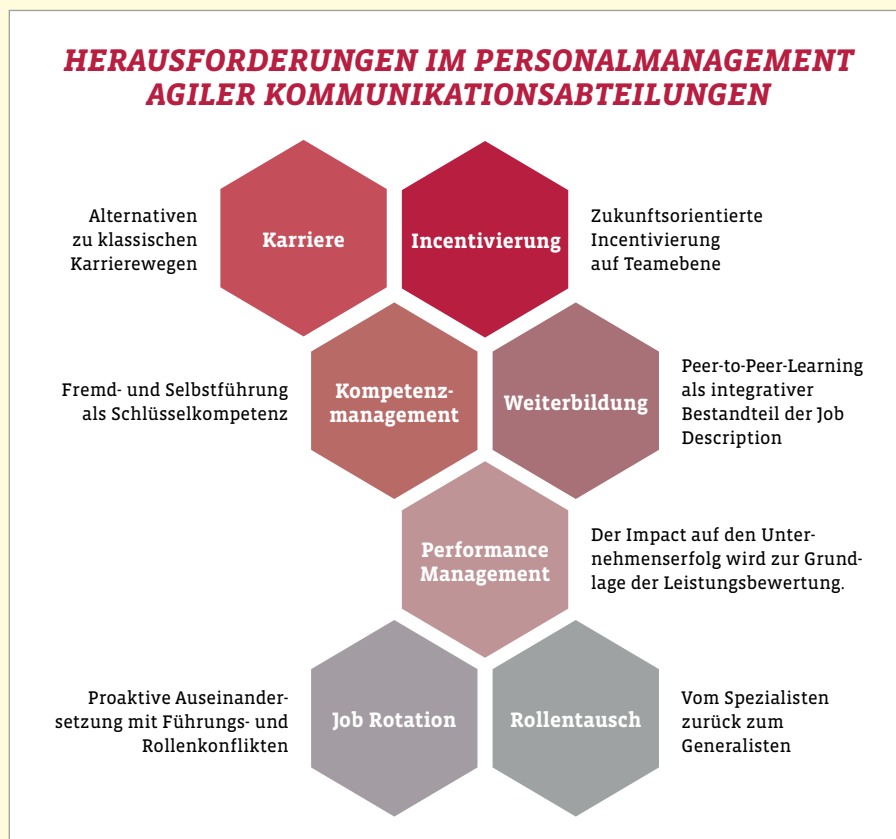 HERAUSFORDERUNGEN IM PERSONALMANAGEMENT
AGILER KOMMUNIKATIONSABTEILUNGEN
Alternativen
zu klassischen
Karrierewegen
Karriere
Incentivierung
Zukunftsorientierte
Incentivierung
auf Teamebene
Fremd- und Selbstführung
als Schlüsselkompetenz
Kompetenz-
management
Weiterbildung
Peer-to-Peer-Learning
als integrativer
Bestandteil der Job
Description
Performance
Management
Der Impact auf den Unter-
nehmenserfolg wird zur Grund-
lage der Leistungsbewertung.
Proaktive Auseinander-
setzung mit Führungs- und
Rollenkonflikten
Job Rotation
Rollentausch
Vom Spezialisten
zurück zum
Generalisten